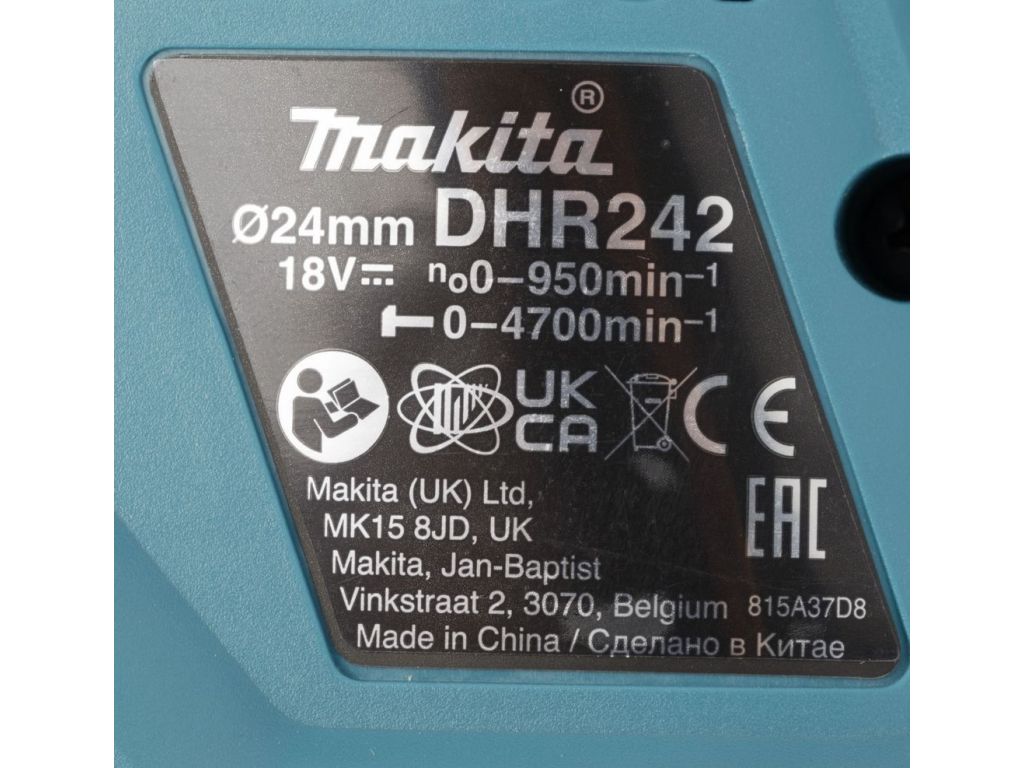 makita®
Ø24mm DHR242
18V⎓ n₀0–950min⁻¹
0–4700min⁻¹
UK
CA
CE
EAC
Makita (UK) Ltd,
MK15 8JD, UK
Makita, Jan-Baptist
Vinkstraat 2, 3070, Belgium 815A37D8
Made in China / Сделано в Китае